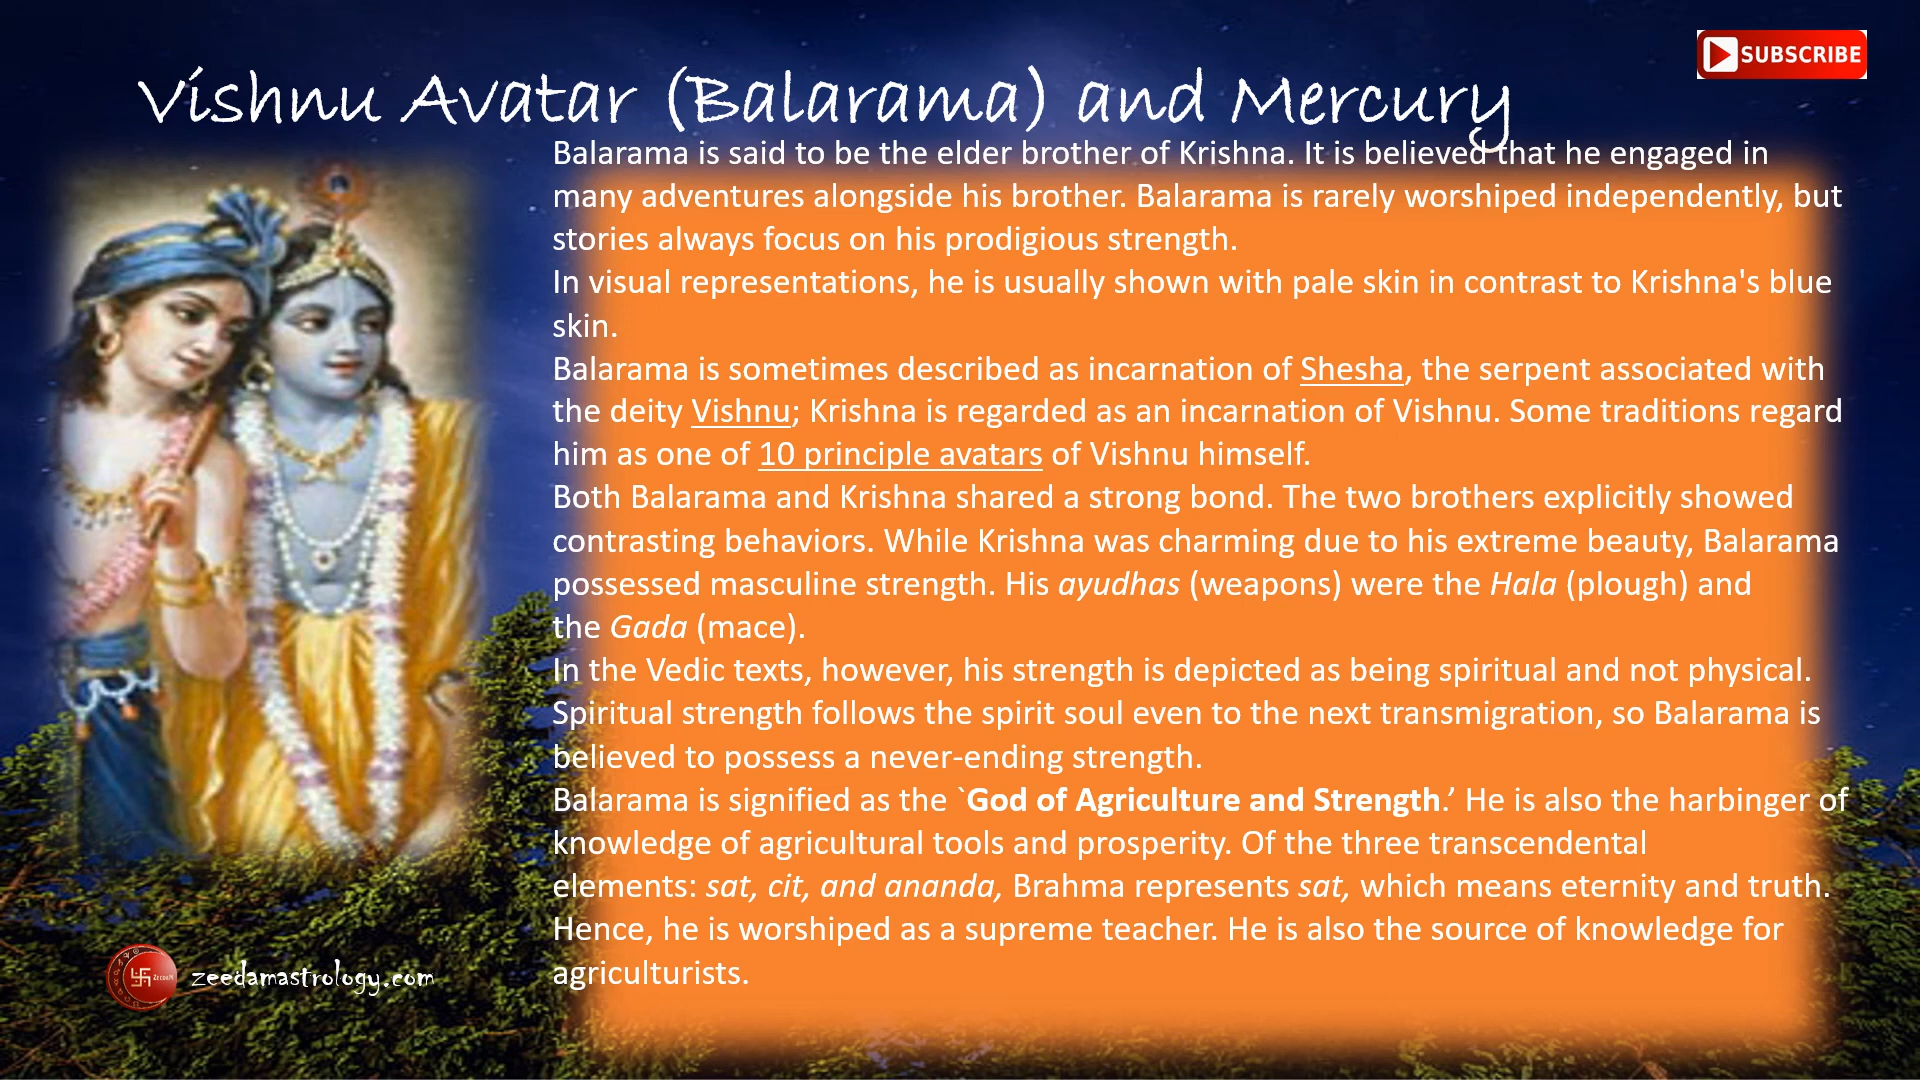 SUBSCRIBE
Vishnu Avatar (Balarama) and Mercury
Balarama is said to be the elder brother of Krishna. It is believed that he engaged in
many adventures alongside his brother. Balarama is rarely worshiped independently, but
stories always focus on his prodigious strength.
In visual representations, he is usually shown with pale skin in contrast to Krishna's blue
skin.
Balarama is sometimes described as incarnation of Shesha, the serpent associated with
the deity Vishnu; Krishna is regarded as an incarnation of Vishnu. Some traditions regard
him as one of 10 principle avatars of Vishnu himself.
Both Balarama and Krishna shared a strong bond. The two brothers explicitly showed
contrasting behaviors. While Krishna was charming due to his extreme beauty, Balarama
possessed masculine strength. His ayudhas (weapons) were the Hala (plough) and
the Gada (mace).
In the Vedic texts, however, his strength is depicted as being spiritual and not physical.
Spiritual strength follows the spirit soul even to the next transmigration, so Balarama is
believed to possess a never-ending strength.
Balarama is signified as the `God of Agriculture and Strength.’ He is also the harbinger of
knowledge of agricultural tools and prosperity. Of the three transcendental
elements: sat, cit, and ananda, Brahma represents sat, which means eternity and truth.
Hence, he is worshiped as a supreme teacher. He is also the source of knowledge for
agriculturists.
zeedamastrology.com